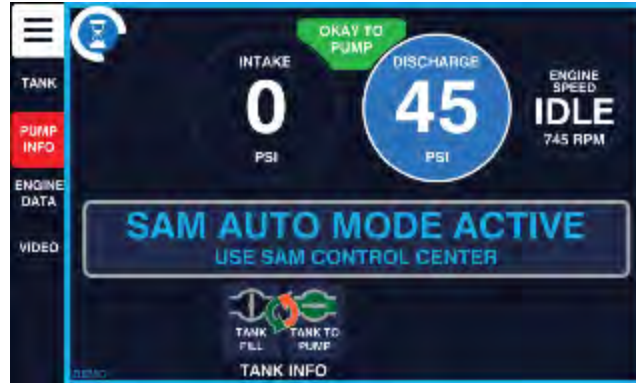 OKAY TO
PUMP
INTAKE
0
PSI
DISCHARGE
45
PSI
ENGINE
SPEED
IDLE
745 RPM
TANK
PUMP
INFO
ENGINE
DATA
VIDEO
SAM AUTO MODE ACTIVE
USE SAM CONTROL CENTER
TANK
FILL
TANK TO
PUMP
TANK INFO
DEMO